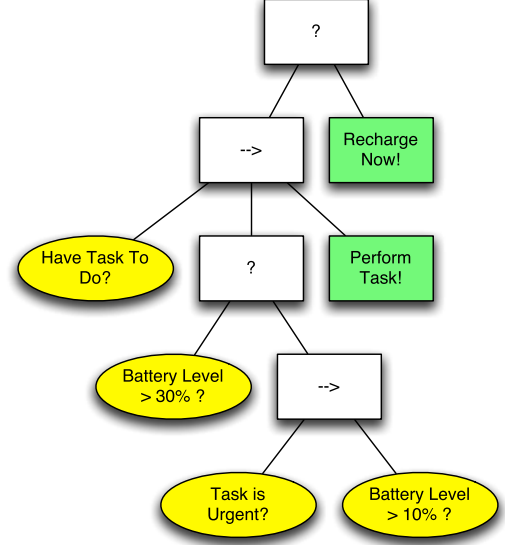 ?
-->
Recharge
Now!
Have Task To
Do?
?
Perform
Task!
Battery Level
> 30% ?
-->
Task is
Urgent?
Battery Level
> 10% ?